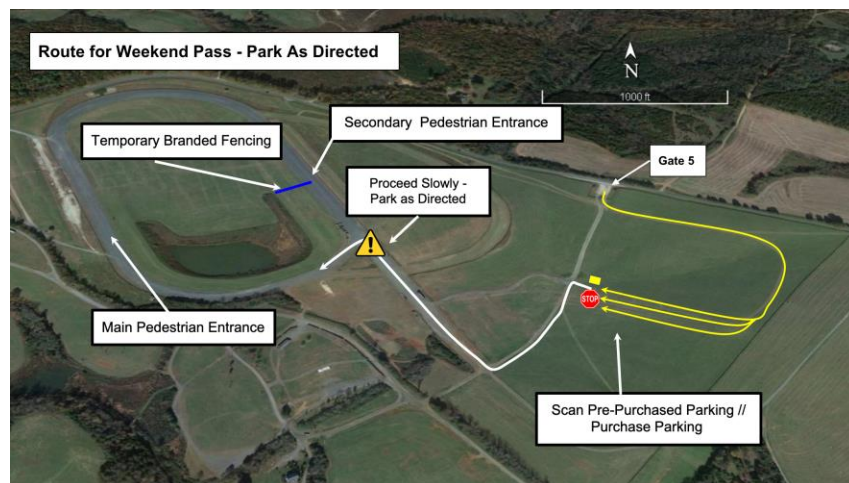 Route for Weekend Pass - Park As Directed
N
1000 ft
Secondary Pedestrian Entrance
Temporary Branded Fencing
Gate 5
Proceed Slowly -
Park as Directed
STOP
Main Pedestrian Entrance
Scan Pre-Purchased Parking //
Purchase Parking